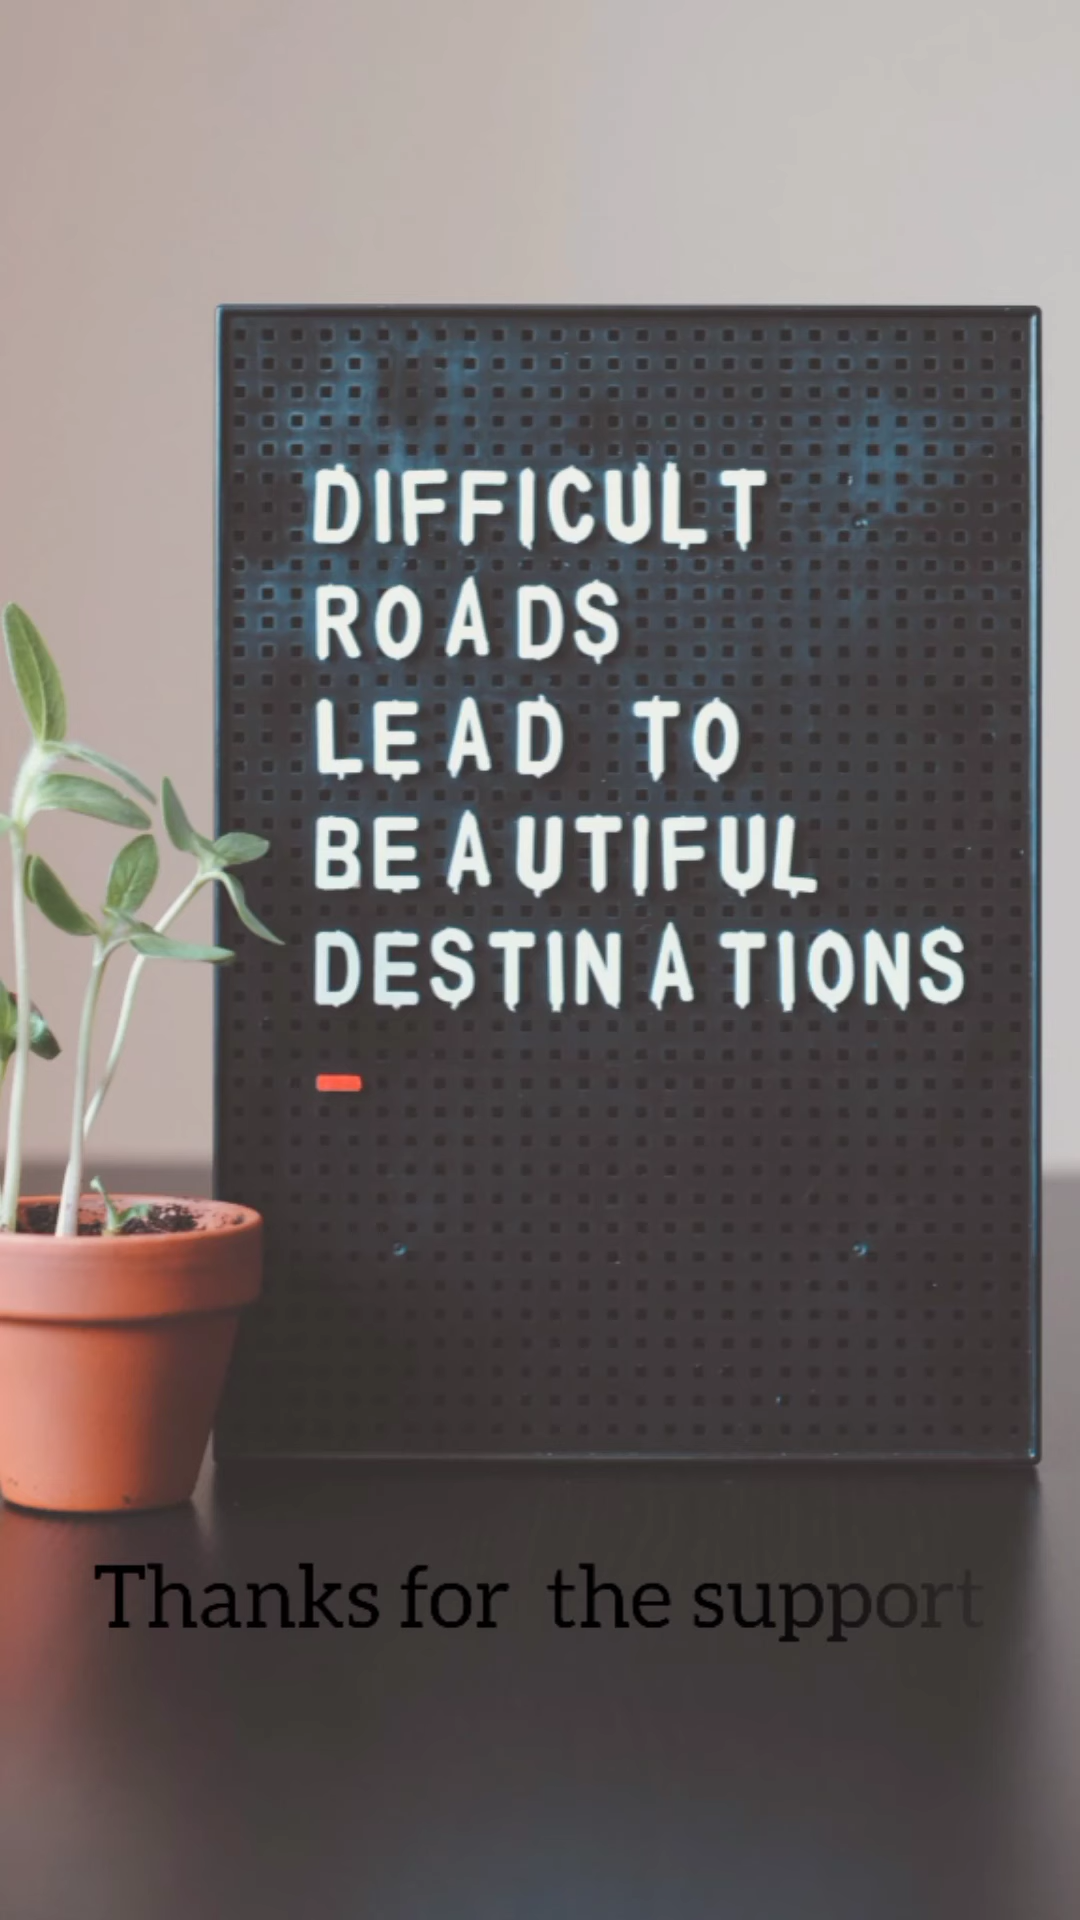 DIFFICULT
ROADS
LEAD TO
BEAUTIFUL
DESTINATIONS
Thanks for the support